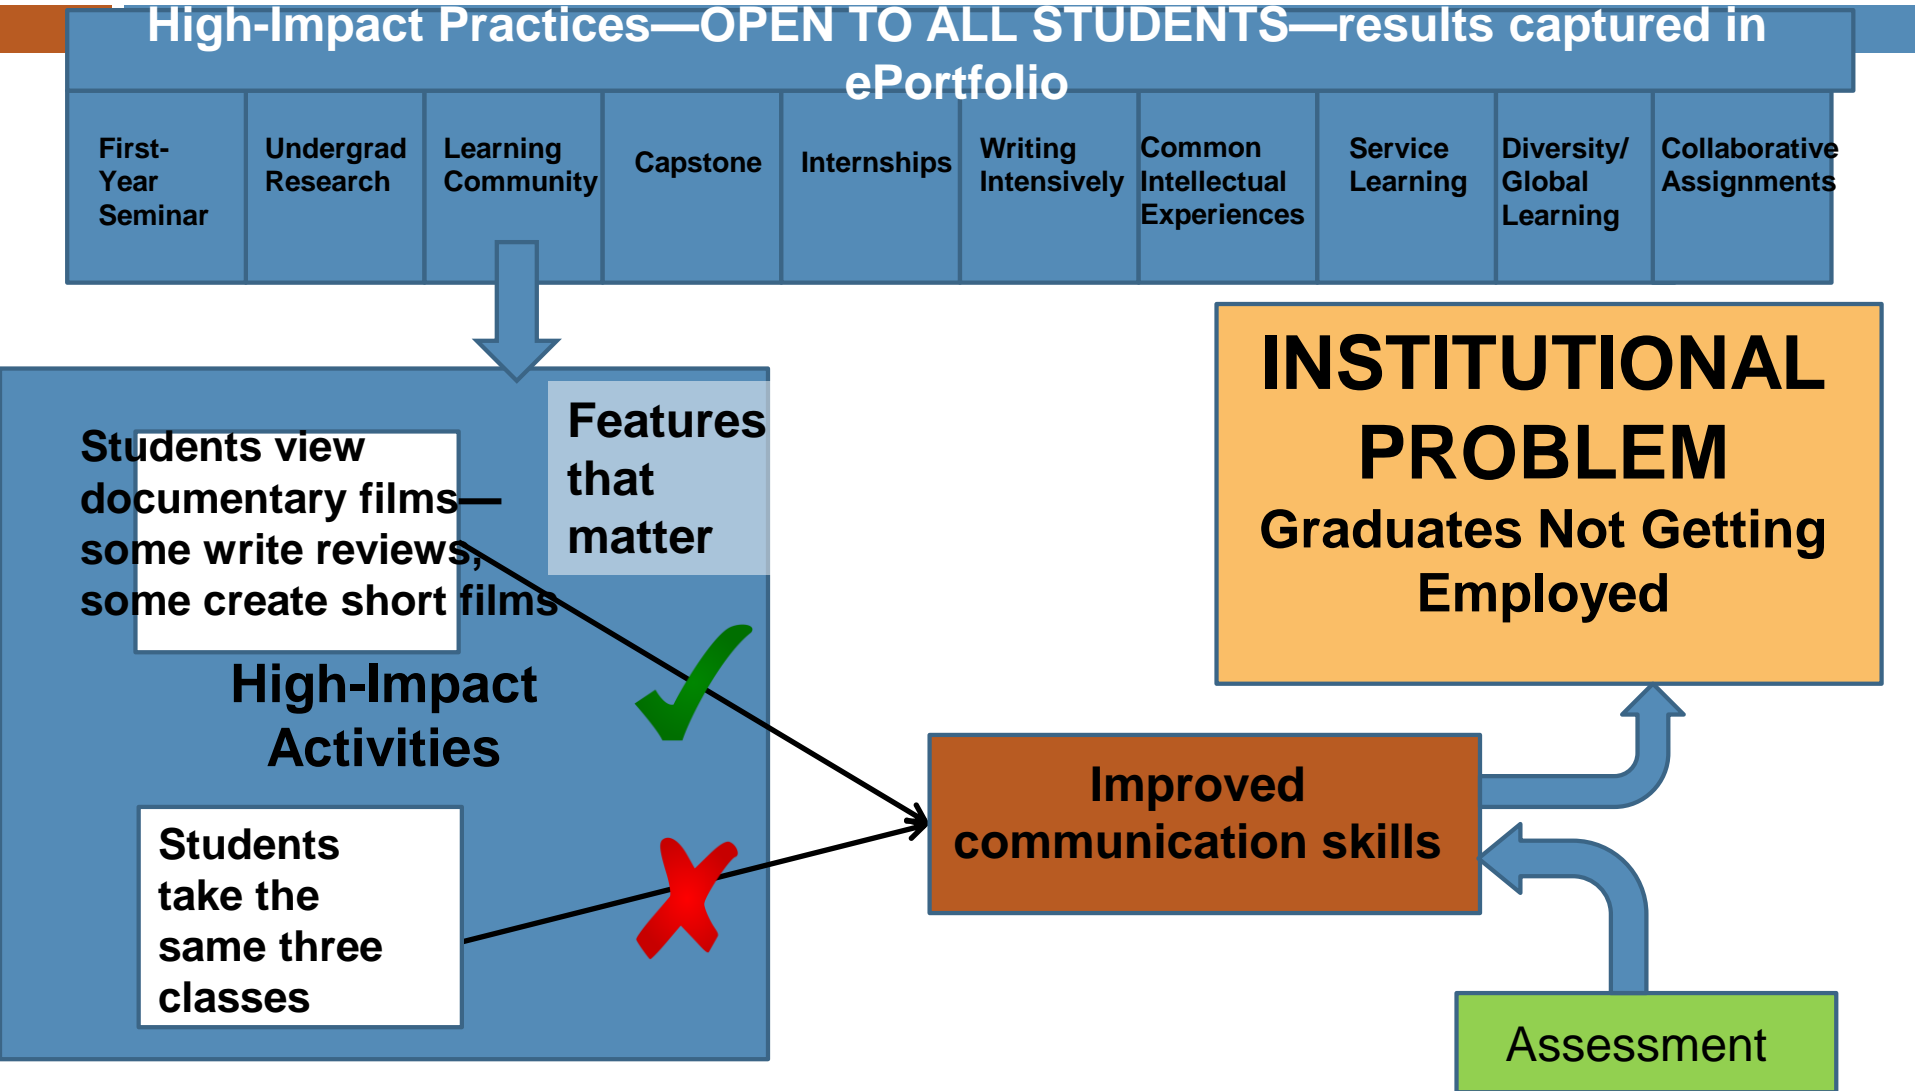 High-Impact Practices—OPEN TO ALL STUDENTS—results captured in
ePortfolio
First-
Year
Seminar
Undergrad
Research
Learning
Community
Capstone
Internships
Writing
Intensively
Common
Intellectual
Experiences
Service
Learning
Diversity/
Global
Learning
Collaborative
Assignments
Features
that
matter
Students view
documentary films—
some write reviews,
some create short films
High-Impact
Activities
Students
take the
same three
classes
INSTITUTIONAL
PROBLEM
Graduates Not Getting
Employed
Improved
communication skills
Assessment